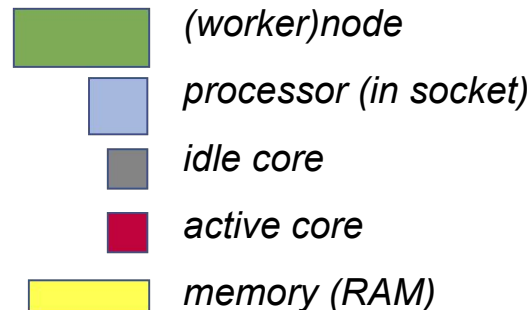 (worker)node
processor (in socket)
idle core
active core
memory (RAM)